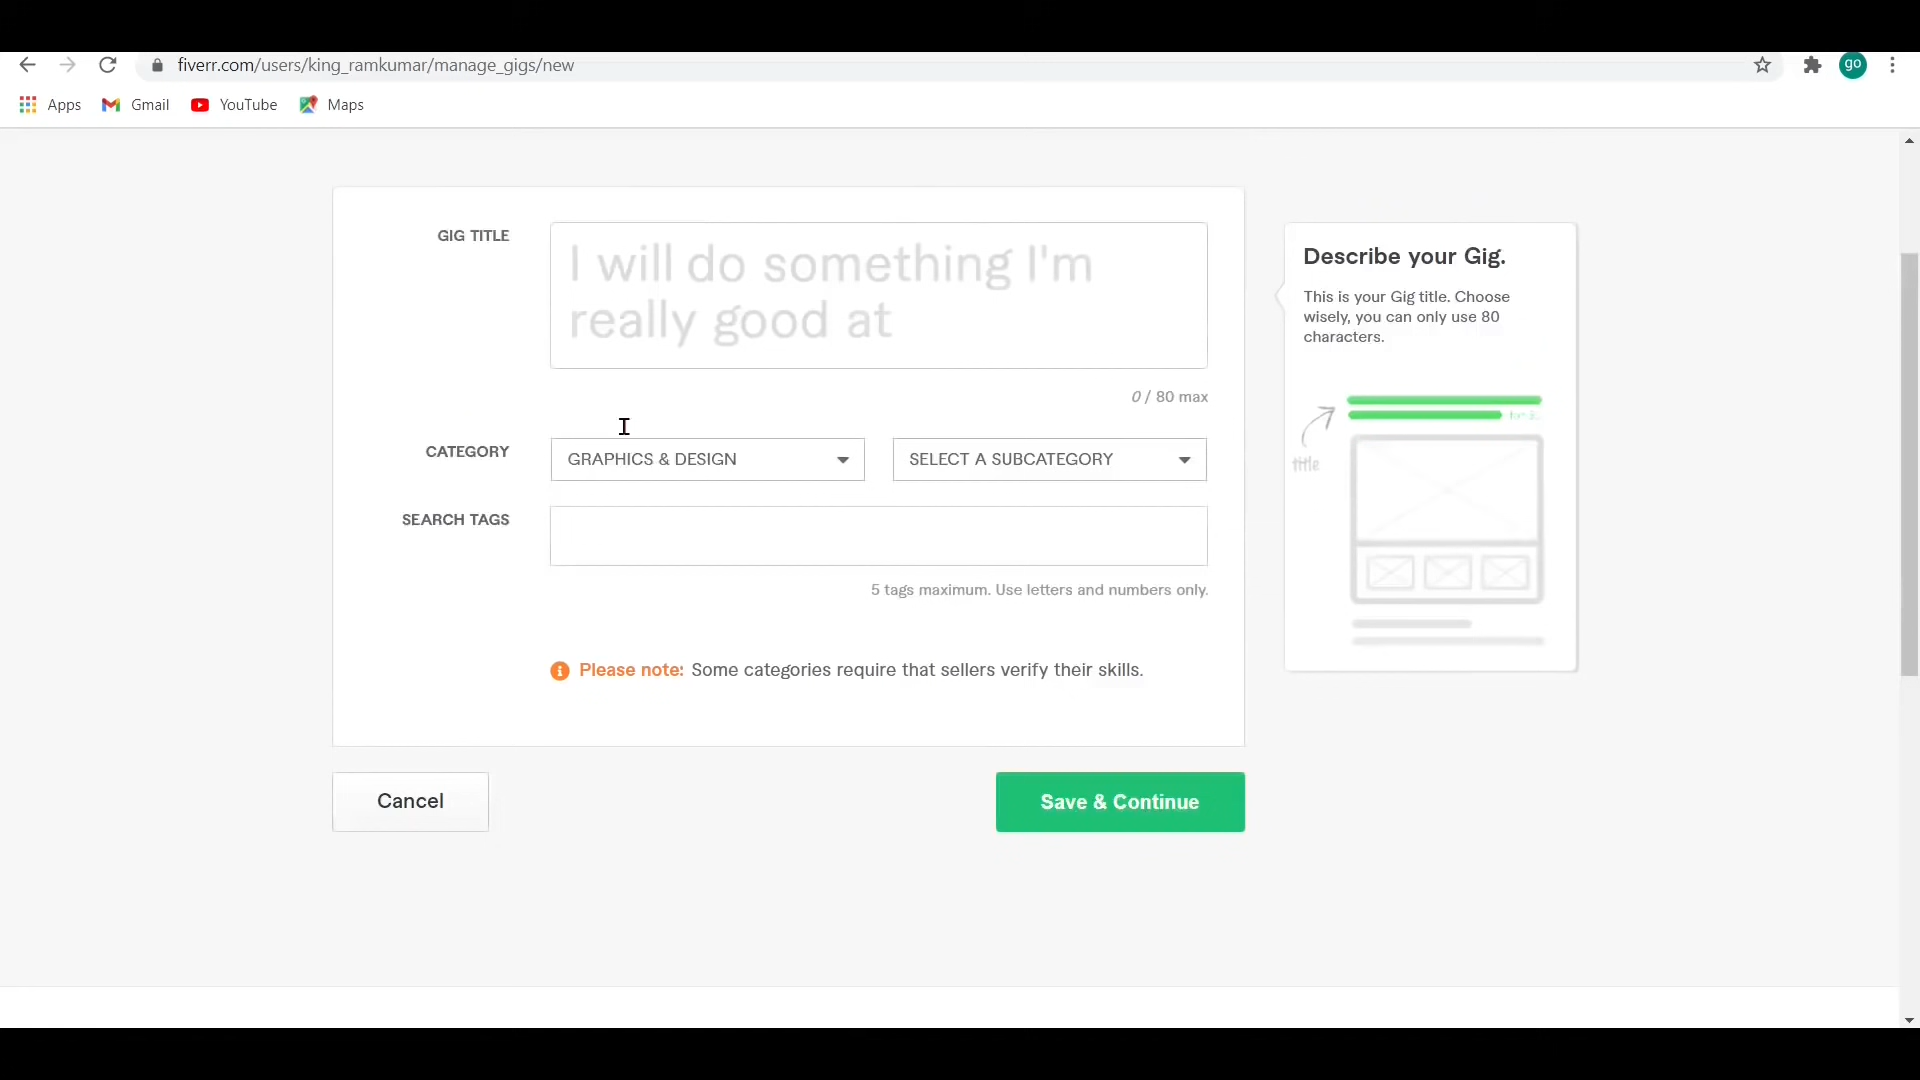 fiverr.com/users/king_ramkumar/manage_gigs/new
go
Apps Gmail YouTube Maps
GIG TITLE
I will do something I'm
really good at
0 / 80 max
CATEGORY
GRAPHICS & DESIGN
SELECT A SUBCATEGORY
SEARCH TAGS
5 tags maximum. Use letters and numbers only.
Please note: Some categories require that sellers verify their skills.
Cancel
Save & Continue
Describe your Gig.
This is your Gig title. Choose
wisely, you can only use 80
characters.
title